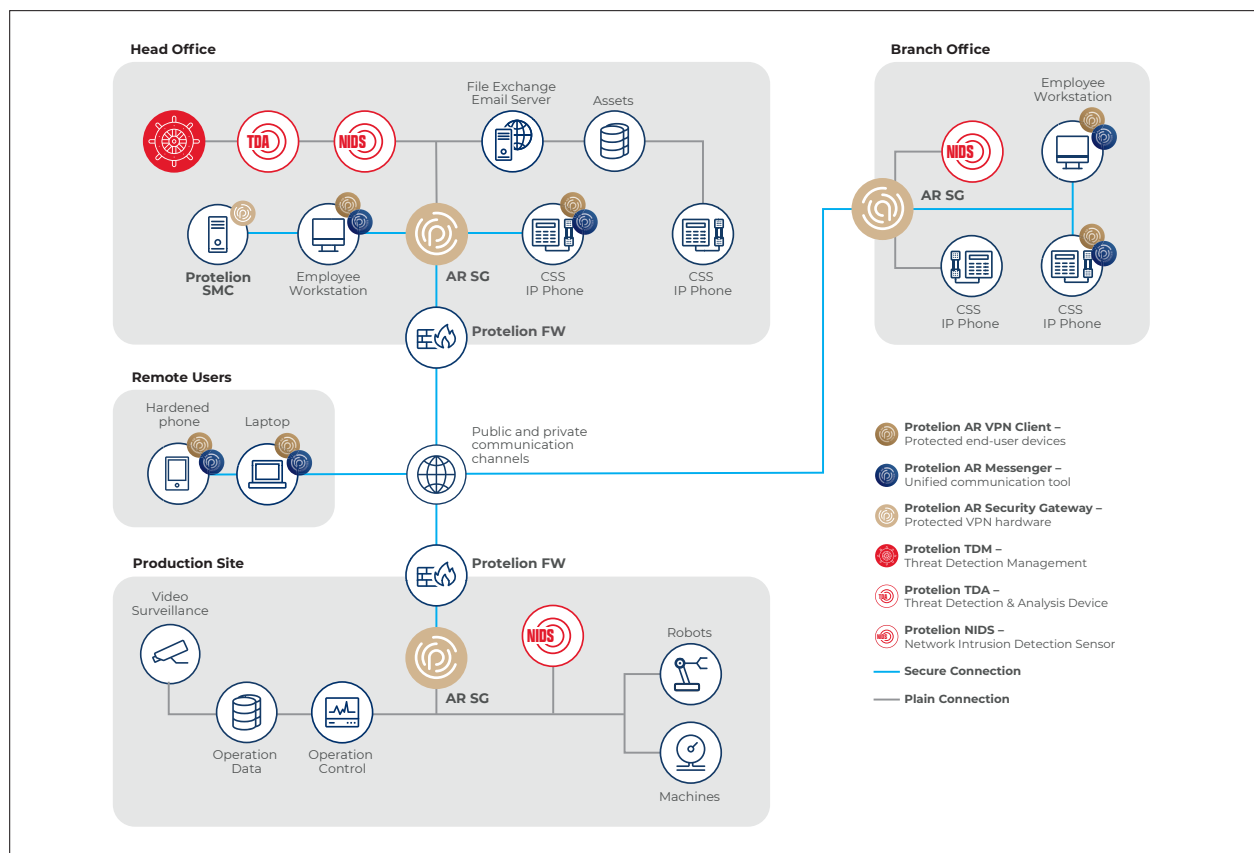 Head Office
File Exchange
Email Server
Assets
TDA
NIDS
Protelion
SMC
Employee
Workstation
AR SG
CSS
IP Phone
CSS
IP Phone
Protelion FW
Branch Office
Employee
Workstation
NIDS
AR SG
CSS
IP Phone
CSS
IP Phone
Remote Users
Hardened
phone
Laptop
Public and private
communication
channels
Production Site
Protelion FW
Video
Surveillance
NIDS
Robots
AR SG
Operation
Data
Operation
Control
Machines
Protelion AR VPN Client –
Protected end-user devices
Protelion AR Messenger –
Unified communication tool
Protelion AR Security Gateway –
Protected VPN hardware
Protelion TDM –
Threat Detection Management
TDA
Protelion TDA –
Threat Detection & Analysis Device
NIDS
Protelion NIDS –
Network Intrusion Detection Sensor
Secure Connection
Plain Connection